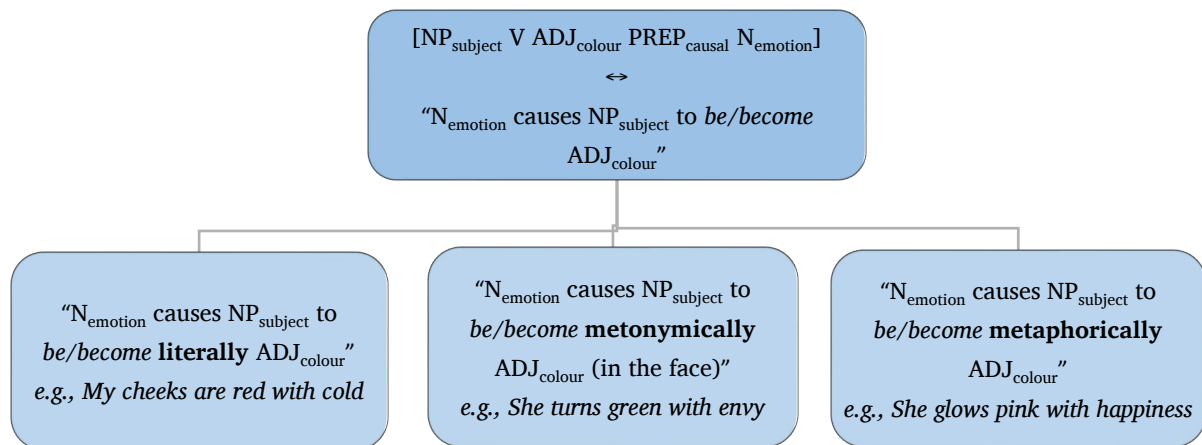 [NPsubject V ADJcolour PREPcausal Nemotion]
↔
“Nemotion causes NPsubject to be/become
ADJcolour”
“Nemotion causes NPsubject to
be/become literally ADJcolour”
e.g., My cheeks are red with cold
“Nemotion causes NPsubject to
be/become metonymically
ADJcolour (in the face)”
e.g., She turns green with envy
“Nemotion causes NPsubject to
be/become metaphorically
ADJcolour”
e.g., She glows pink with happiness